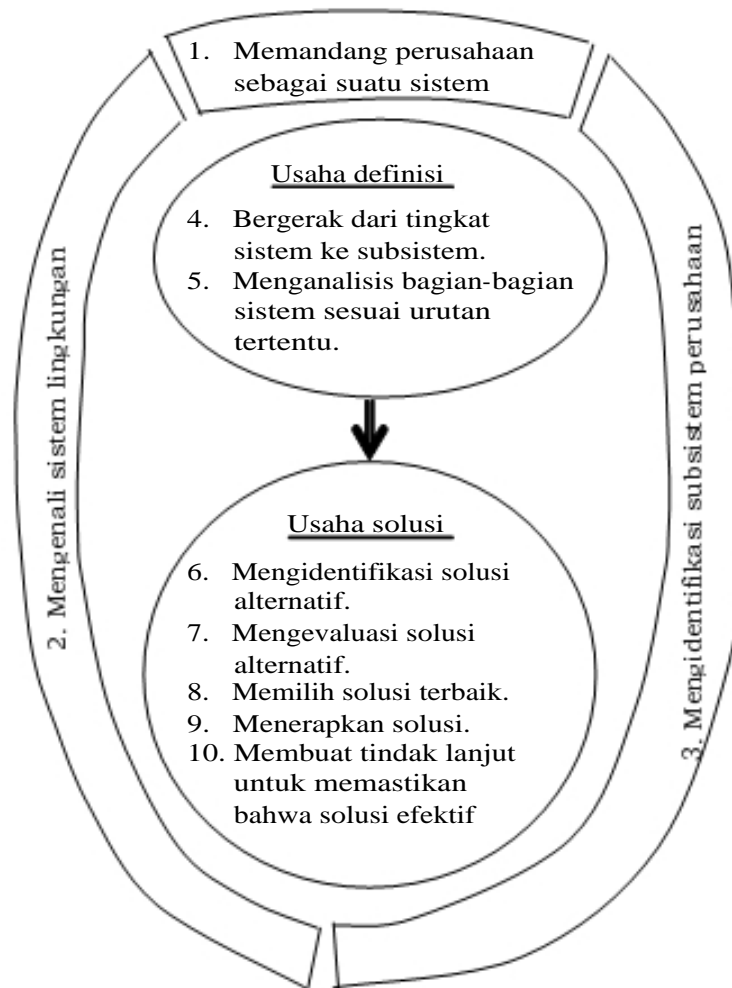 1. Memandang perusahaan
sebagai suatu sistem
2. Mengenali sistem lingkungan
3. Mengidentifikasi subsistem perusahaan
Usaha definisi
4. Bergerak dari tingkat
sistem ke subsistem.
5. Menganalisis bagian-bagian
sistem sesuai urutan
tertentu.
Usaha solusi
6. Mengidentifikasi solusi
alternatif.
7. Mengevaluasi solusi
alternatif.
8. Memilih solusi terbaik.
9. Menerapkan solusi.
10. Membuat tindak lanjut
untuk memastikan
bahwa solusi efektif